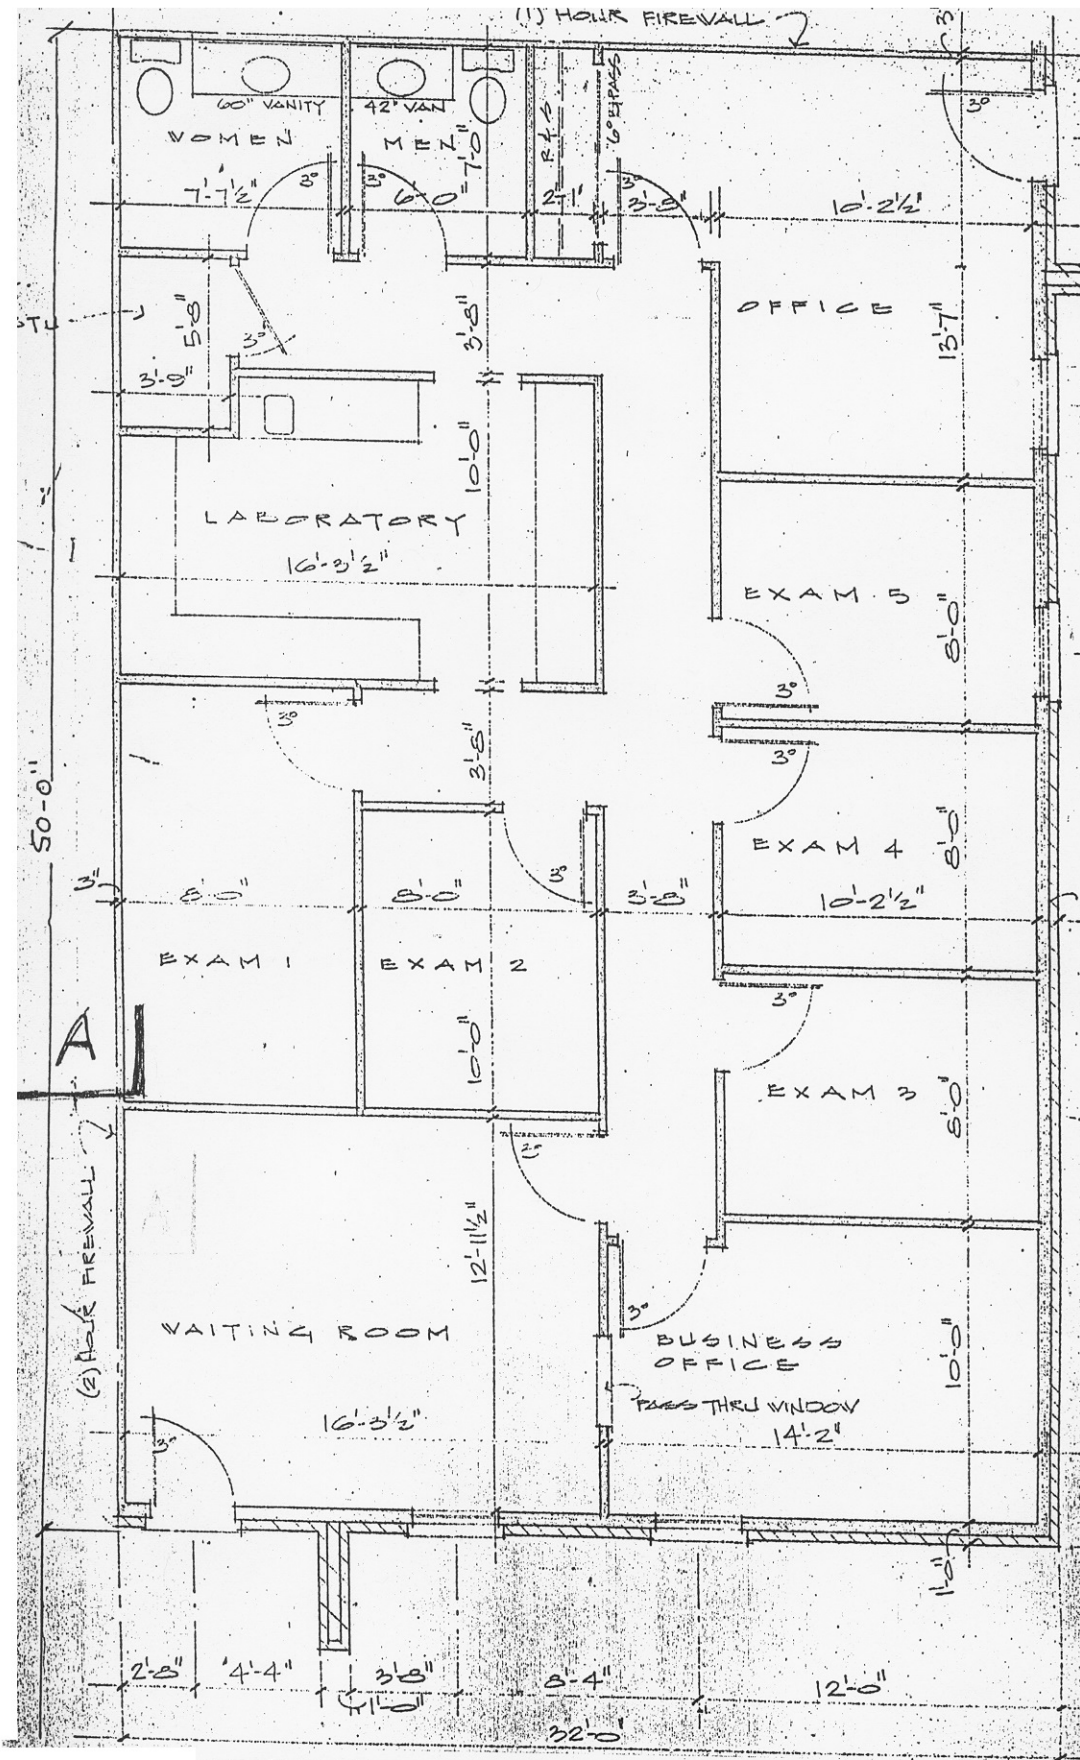 (1) HOUR FIREWALL
3
60" VANITY
42" VAN
R&S
6° BIPASS
3°
WOMEN
MEN
7'-0"
3°
3°
3°
7'-7½"
6'-0"
2'-1"
3'-8"
10'-2½"
OFFICE
5'-8"
3'-8"
13'-7"
3°
3'-9"
10'-0"
LABORATORY
16'-3½"
EXAM 5
8'-0"
3°
3°
3'-8"
3°
50'-0"
EXAM 4
8'-0"
3"
8'-0"
8'-0"
3°
3'-8"
10'-2½"
EXAM 1
EXAM 2
3°
A
10'-0"
EXAM 3
8'-0"
(2) HOUR FIREWALL
12'-11½"
WAITING ROOM
3°
BUSINESS
OFFICE
10'-0"
PASS THRU WINDOW
16'-3½"
14'-2"
3°
1'-0"
2'-8"
4'-4"
3'-8"
8'-4"
12'-0"
1'-0"
32'-0"